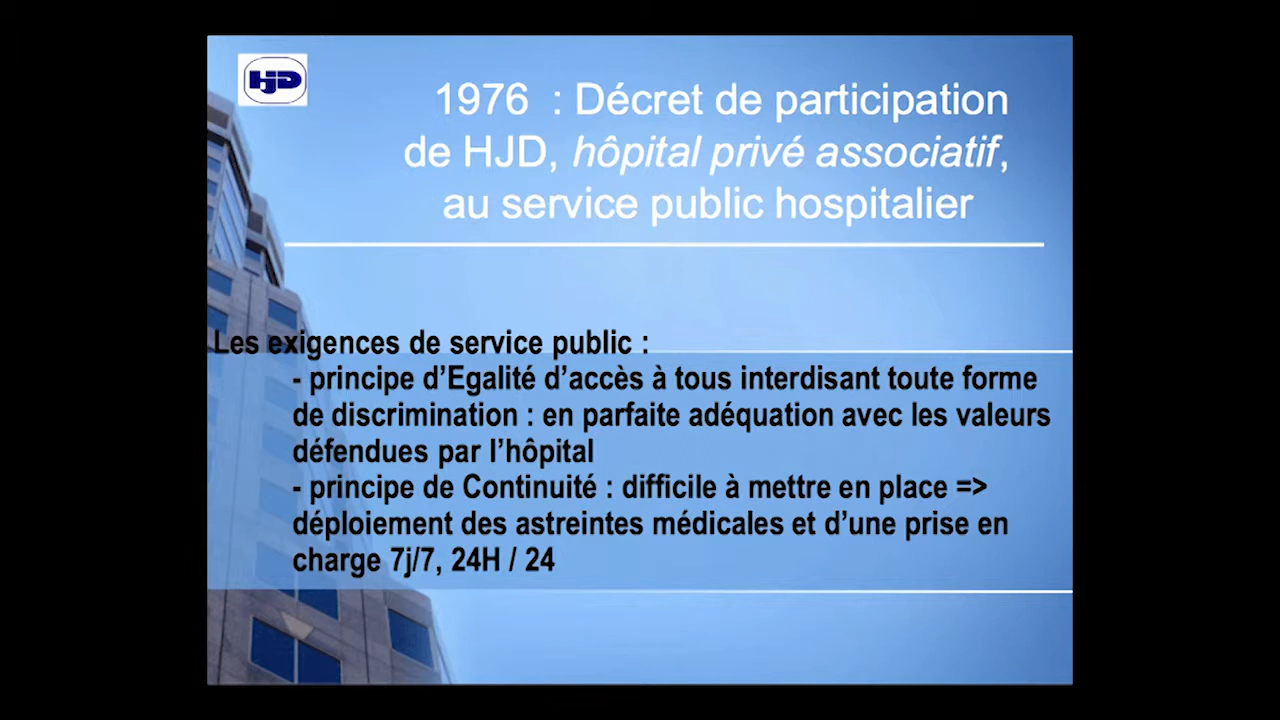 HJD
1976 : Décret de participation
de HJD, hôpital privé associatif,
au service public hospitalier
Les exigences de service public :
- principe d’Egalité d’accès à tous interdisant toute forme
de discrimination : en parfaite adéquation avec les valeurs
défendues par l’hôpital
- principe de Continuité : difficile à mettre en place =>
déploiement des astreintes médicales et d’une prise en
charge 7j/7, 24H / 24